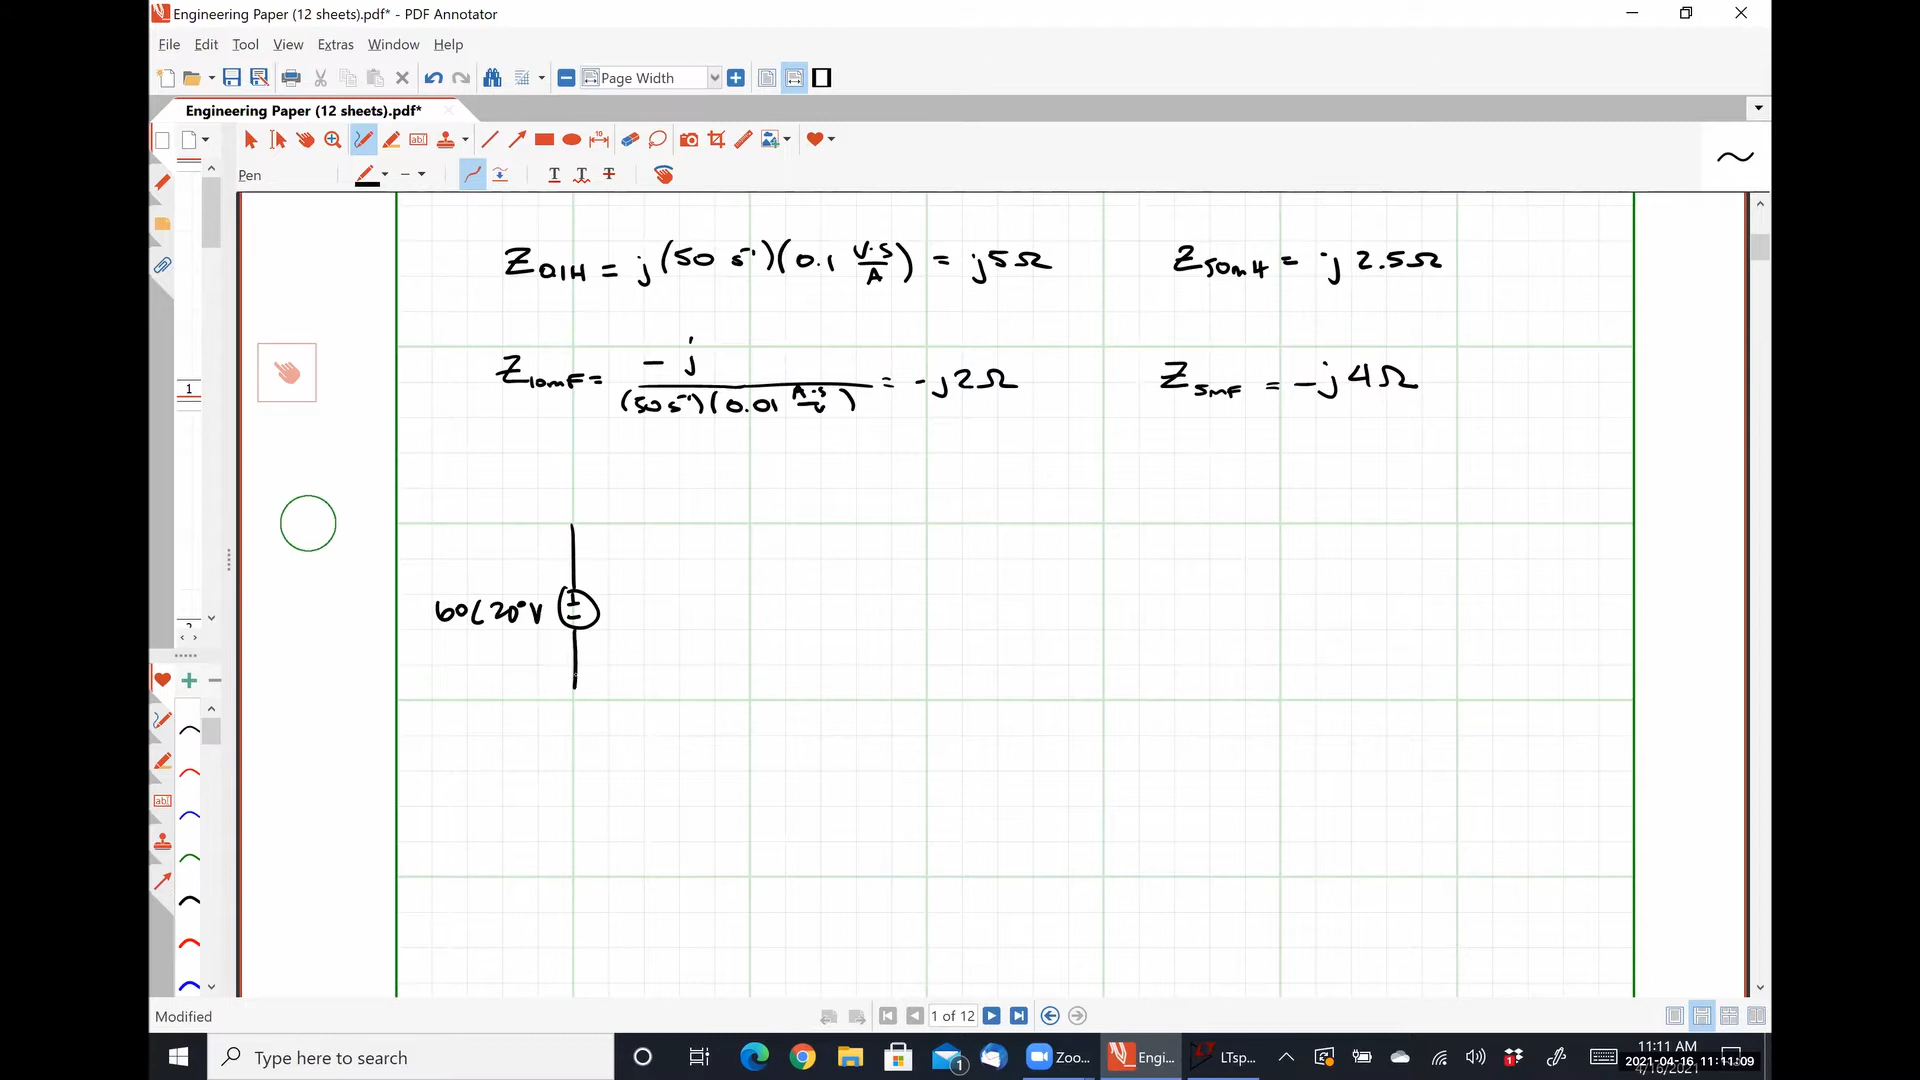 Engineering Paper (12 sheets).pdf* - PDF Annotator
File Edit Tool View Extras Window Help
Page Width
Engineering Paper (12 sheets).pdf*
Pen
Z0.1H = j(50 s⁻¹)(0.1 V·s/A) = j5Ω
Z50mH = j2.5Ω
Z10mF = -j/((50 s⁻¹)(0.01 A·s/V)) = -j2Ω
Z5mF = -j4Ω
60∠20°V
1
2
Modified
1 of 12
Type here to search
1
Zoo...
Engi...
LTsp...
1
11:11 AM
2021-04-16, 11:11:09
4/16/2021